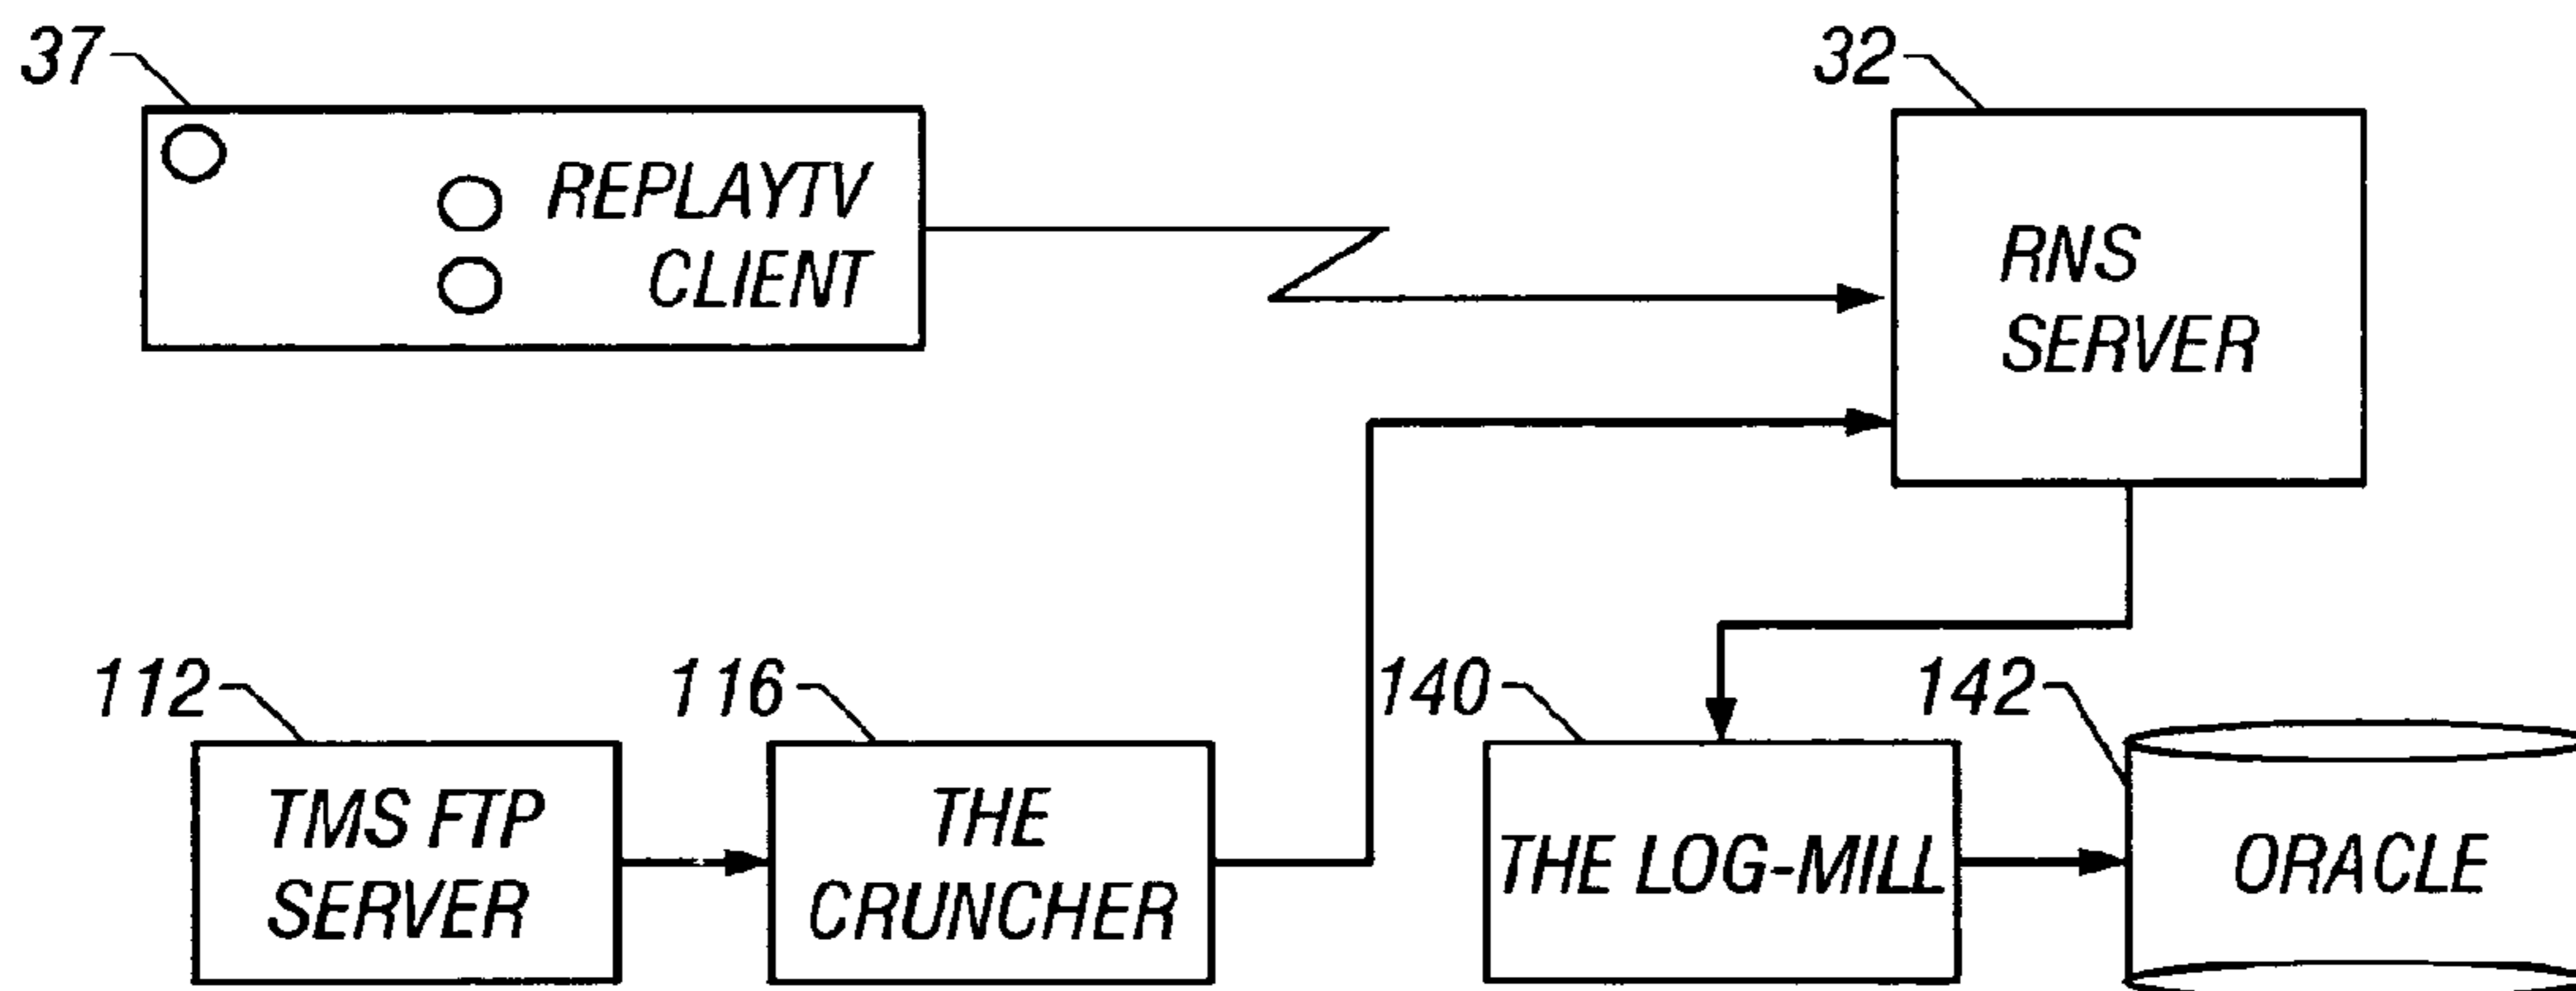 37
32
REPLAYTV
CLIENT
RNS
SERVER
112
116
140
142
TMS FTP
SERVER
THE
CRUNCHER
THE LOG-MILL
ORACLE